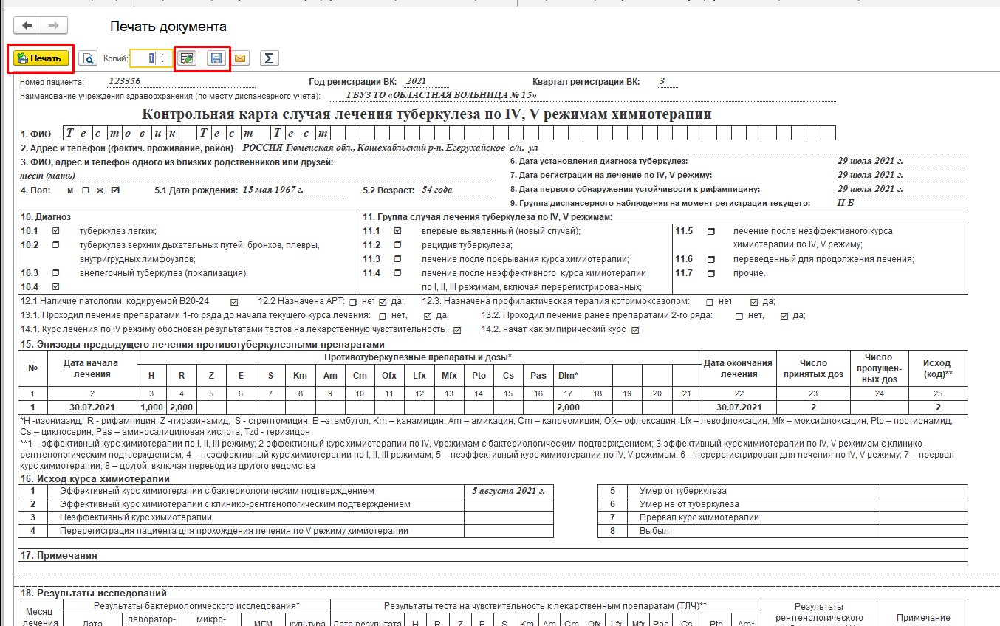 Печать документа
Печать Копий: 1 Σ
Номер пациента: 123356 Год регистрации ВК: 2021 Квартал регистрации ВК: 3
Наименование учреждения здравоохранения (по месту диспансерного учета): ГБУЗ ТО «ОБЛАСТНАЯ БОЛЬНИЦА № 15»
Контрольная карта случая лечения туберкулеза по IV, V режимам химиотерапии
1. ФИО Тестовик Тест Тест
2. Адрес и телефон (фактич. проживание, район) РОССИЯ Тюменская обл., Кошехабльский р-н, Егерухайское с/п. ул
3. ФИО, адрес и телефон одного из близких родственников или друзей:
тест (мать)
6. Дата установления диагноза туберкулез: 29 июля 2021 г.
7. Дата регистрации на лечение по IV, V режиму: 29 июля 2021 г.
4. Пол: м ж 5.1 Дата рождения: 15 мая 1967 г. 5.2 Возраст: 54 года
8. Дата первого обнаружения устойчивости к рифампицину: 29 июля 2021 г.
9. Группа диспансерного наблюдения на момент регистрации текущего: II-Б
10. Диагноз
10.1 туберкулез легких;
10.2 туберкулез верхних дыхательных путей, бронхов, плевры,
внутригрудных лимфоузлов;
10.3 внелегочный туберкулез (локализация):
10.4
11. Группа случая лечения туберкулеза по IV, V режимам:
11.1 впервые выявленный (новый случай);
11.2 рецидив туберкулеза;
11.3 лечение после прерывания курса химиотерапии;
11.4 лечение после неэффективного курса химиотерапии
по I, II, III режимам, включая перерегистрированных;
11.5 лечение после неэффективного курса
химиотерапии по IV, V режиму;
11.6 переведенный для продолжения лечения;
11.7 прочие.
12.1 Наличие патологии, кодируемой B20-24 12.2 Назначена АРТ: нет да; 12.3. Назначена профилактическая терапия котримоксазолом: нет да;
13.1. Проходил лечение препаратами 1-го ряда до начала текущего курса лечения: нет, да; 13.2. Проходил лечение ранее препаратами 2-го ряда: нет, да;
14.1. Курс лечения по IV режиму обоснован результатами тестов на лекарственную чувствительность 14.2. начат как эмпирический курс
15. Эпизоды предыдущего лечения противотуберкулезными препаратами
№ Дата начала лечения Противотуберкулезные препараты и дозы* Дата окончания лечения Число принятых доз Число пропущен-ных доз Исход (код)**
H R Z E S Km Am Cm Ofx Lfx Mfx Pto Cs Pas Dlm*
1 2 3 4 5 6 7 8 9 10 11 12 13 14 15 16 17 18 19 20 21 22 23 24 25
1 30.07.2021 1,000 2,000 2,000 30.07.2021 2 2
*H -изониазид, R - рифампицин, Z -пиразинамид, S - стрептомицин, E –этамбутол, Km – канамицин, Am – амикацин, Cm – капреомицин, Ofx– офлоксацин, Lfx – левофлоксацин, Mfx – моксифлоксацин, Pto – протионамид,
Cs – циклосерин, Pas – аминосалициловая кислота, Tzd - теризидон
**1 – эффективный курс химиотерапии по I, II, III режиму; 2-эффективный курс химиотерапии по IV, Vрежимам с бактериологическим подтверждением; 3-эффективный курс химиотерапии по IV, V режимам с клинико-
рентгенологическим подтверждением; 4 – неэффективный курс химиотерапии по I, II, III режимам; 5 – неэффективный курс химиотерапии по IV, V режимам; 6 – перерегистрирован для лечения по IV, V режиму; 7– прервал
курс химиотерапии; 8 – другой, включая перевод из другого ведомства
16. Исход курса химиотерапии
1 Эффективный курс химиотерапии с бактериологическим подтверждением 5 августа 2021 г. 5 Умер от туберкулеза
2 Эффективный курс химиотерапии с клинико-рентгенологическим подтверждением 6 Умер не от туберкулеза
3 Неэффективный курс химиотерапии 7 Прервал курс химиотерапии
4 Перерегистрация пациента для прохождения лечения по V режиму химиотерапии 8 Выбыл
17. Примечания
18. Результаты исследований
Месяц лечения Результаты бактериологического исследования* Результаты теста на чувствительность к лекарственным препаратам (ТЛЧ)** Результаты рентгенологического Примечание
Дата лаборатор- микро- МГМ культура Дата результата H R Z E S Km Am Cm Ofx Lfx Mfx Pas Cs Pto Am*